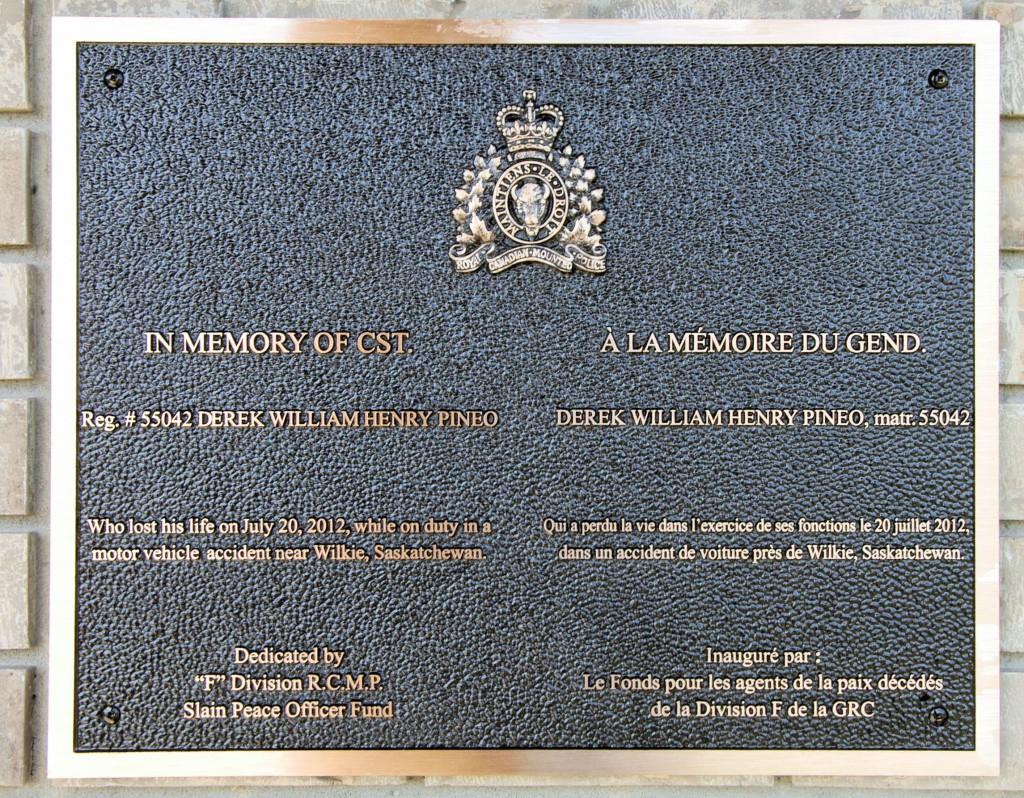 MAINTIENS LE DROIT
ROYAL CANADIAN MOUNTED POLICE
IN MEMORY OF CST.
Reg. # 55042 DEREK WILLIAM HENRY PINEO
Who lost his life on July 20, 2012, while on duty in a
motor vehicle accident near Wilkie, Saskatchewan.
Dedicated by
“F” Division R.C.M.P.
Slain Peace Officer Fund
À LA MÉMOIRE DU GEND.
DEREK WILLIAM HENRY PINEO, matr. 55042
Qui a perdu la vie dans l’exercice de ses fonctions le 20 juillet 2012,
dans un accident de voiture près de Wilkie, Saskatchewan.
Inauguré par :
Le Fonds pour les agents de la paix décédés
de la Division F de la GRC